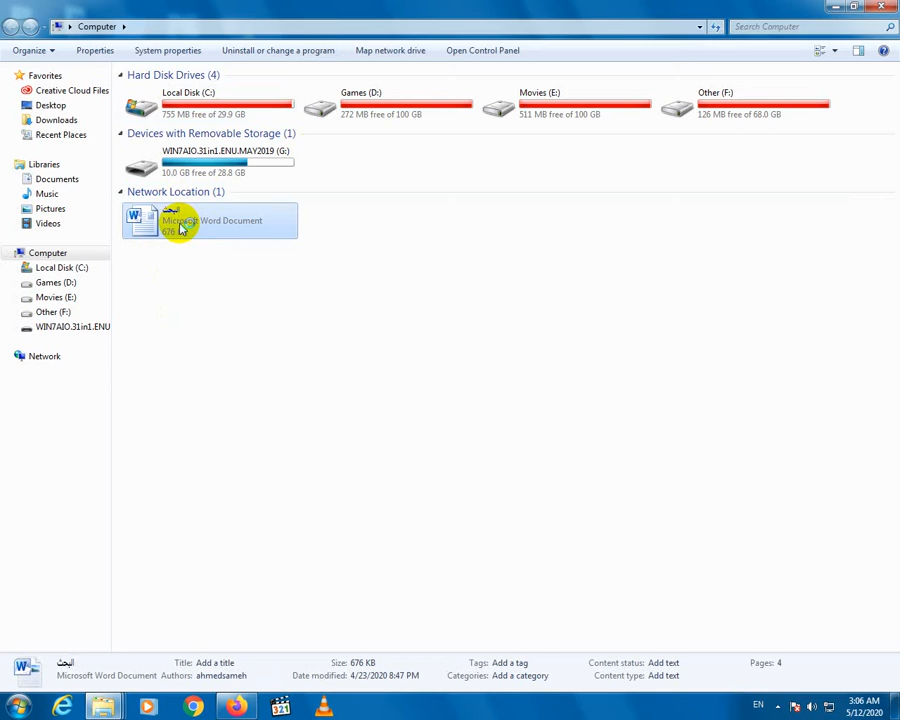 Computer
Search Computer
Organize
Properties
System properties
Uninstall or change a program
Map network drive
Open Control Panel
Favorites
Creative Cloud Files
Desktop
Downloads
Recent Places
Libraries
Documents
Music
Pictures
Videos
Computer
Local Disk (C:)
Games (D:)
Movies (E:)
Other (F:)
WIN7AIO.31in1.ENU
Network
Hard Disk Drives (4)
Local Disk (C:)
755 MB free of 29.9 GB
Games (D:)
272 MB free of 100 GB
Movies (E:)
511 MB free of 100 GB
Other (F:)
126 MB free of 68.0 GB
Devices with Removable Storage (1)
WIN7AIO.31in1.ENU.MAY2019 (G:)
10.0 GB free of 28.8 GB
Network Location (1)
البحث
Microsoft Word Document
676
البحث
Microsoft Word Document
Title: Add a title
Authors: ahmedsameh
Size: 676 KB
Date modified: 4/23/2020 8:47 PM
Tags: Add a tag
Categories: Add a category
Content status: Add text
Content type: Add text
Pages: 4
EN
3:06 AM
5/12/2020